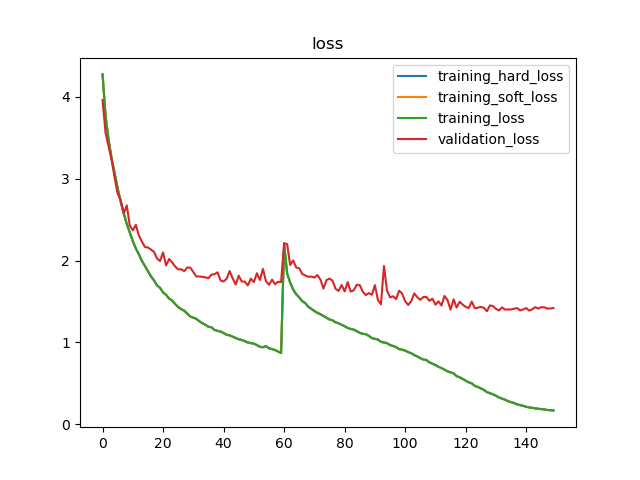 loss
training_hard_loss
training_soft_loss
training_loss
validation_loss
4
3
2
1
0
0 20 40 60 80 100 120 140